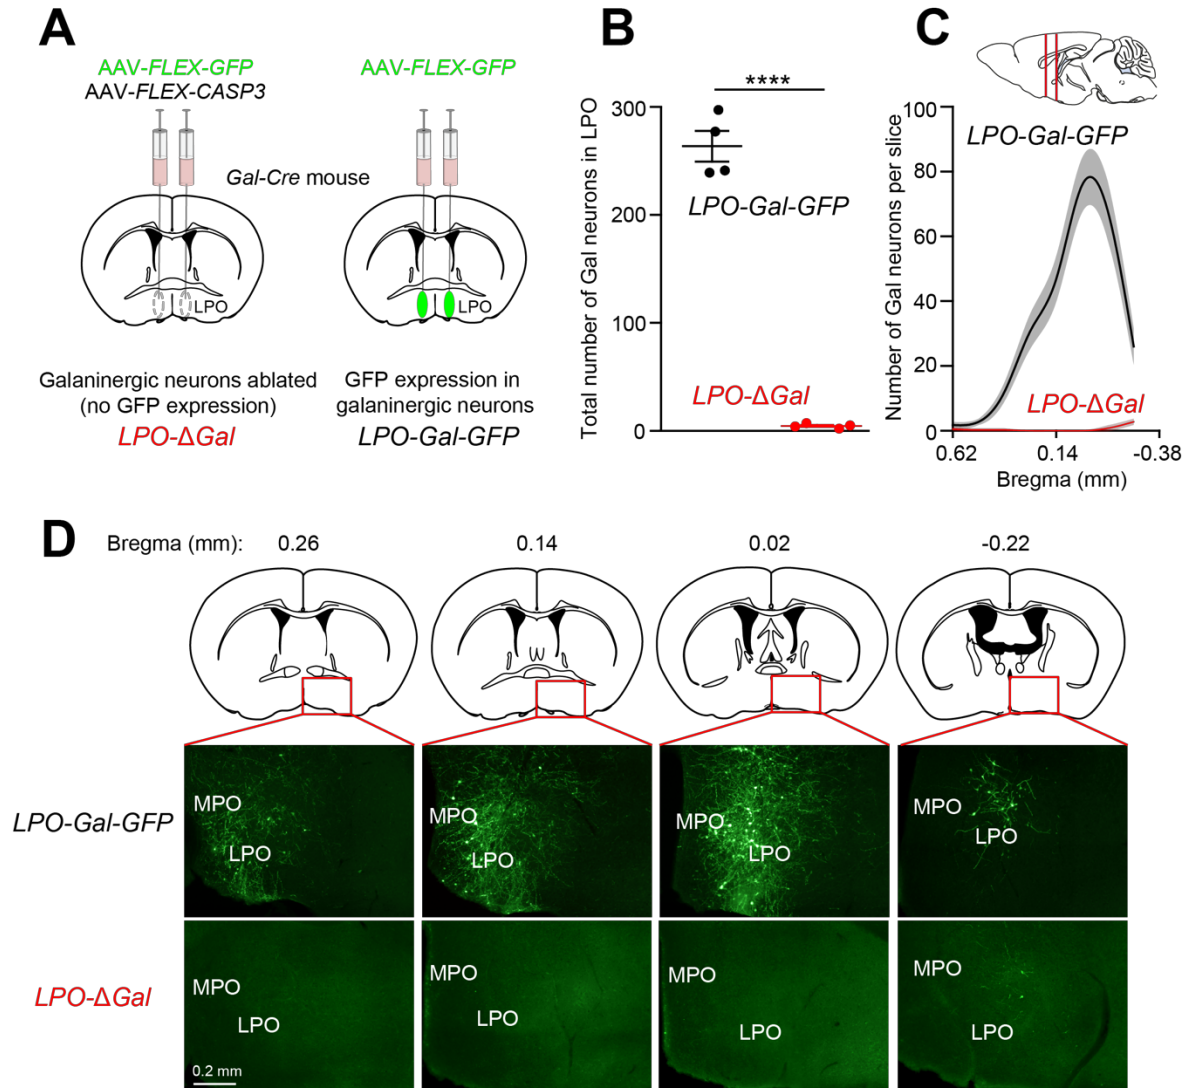 A
AAV-FLEX-GFP
AAV-FLEX-CASP3
AAV-FLEX-GFP
Gal-Cre mouse
LPO
LPO
Galaninergic neurons ablated
(no GFP expression)
LPO-ΔGal
GFP expression in
galaninergic neurons
LPO-Gal-GFP
B
****
Total number of Gal neurons in LPO
300
200
100
0
LPO-Gal-GFP
LPO-ΔGal
C
Number of Gal neurons per slice
100
80
60
40
20
0
LPO-Gal-GFP
LPO-ΔGal
0.62
0.14
-0.38
Bregma (mm)
D
Bregma (mm):
0.26
0.14
0.02
-0.22
LPO-Gal-GFP
MPO
LPO
MPO
LPO
MPO
LPO
MPO
LPO
LPO-ΔGal
MPO
LPO
MPO
LPO
MPO
LPO
MPO
LPO
0.2 mm